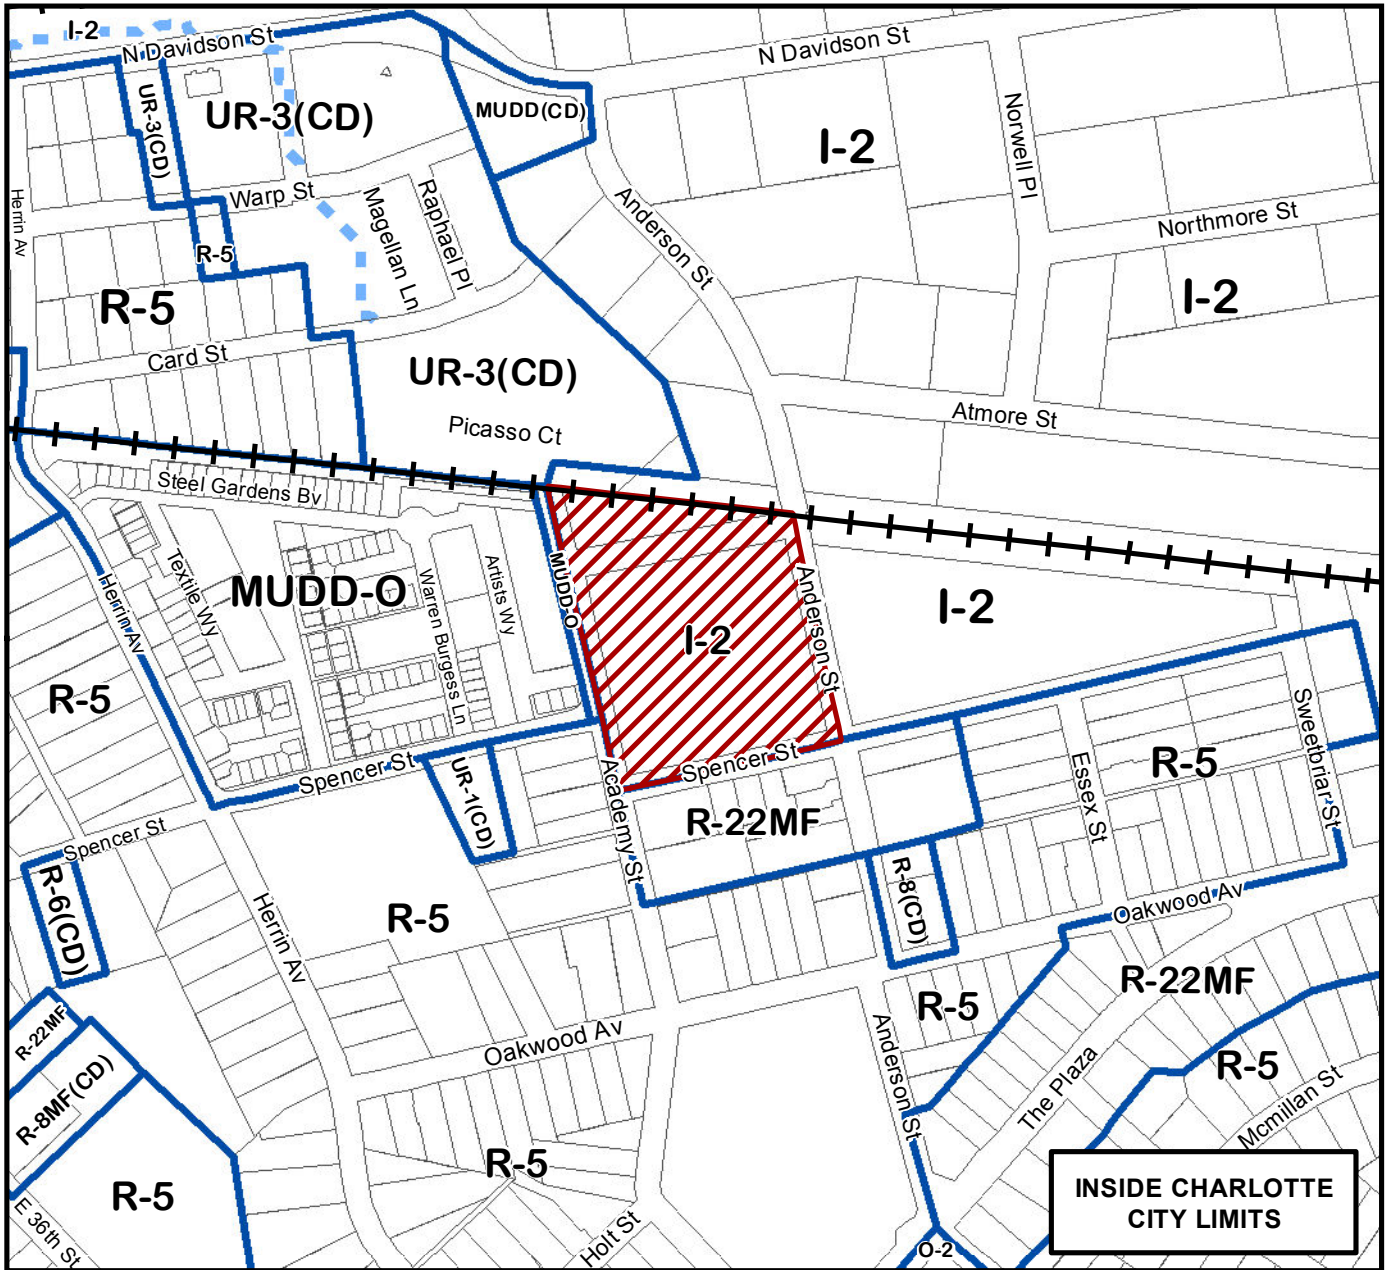 I-2
N Davidson St
N Davidson St
UR-3(CD)
UR-3(CD)
MUDD(CD)
I-2
Norwell Pl
Herrin Av
Warp St
Magellan Ln
Raphael Pl
Anderson St
Northmore St
R-5
R-5
I-2
Card St
UR-3(CD)
Picasso Ct
Atmore St
Steel Gardens Bv
Textile Wy
MUDD-O
Warren Burgess Ln
Artists Wy
MUDD-O
Anderson St
I-2
I-2
Herrin Av
R-5
Sweetbriar St
Spencer St
Spencer St
UR-1(CD)
Academy St
Essex St
R-5
R-22MF
Spencer St
R-6(CD)
Herrin Av
R-5
R-8(CD)
Oakwood Av
R-22MF
R-5
R-22MF
Oakwood Av
Anderson St
The Plaza
R-5
R-8MF(CD)
Mcmillan St
R-5
R-5
INSIDE CHARLOTTE
CITY LIMITS
E 36th St
Holt St
O-2